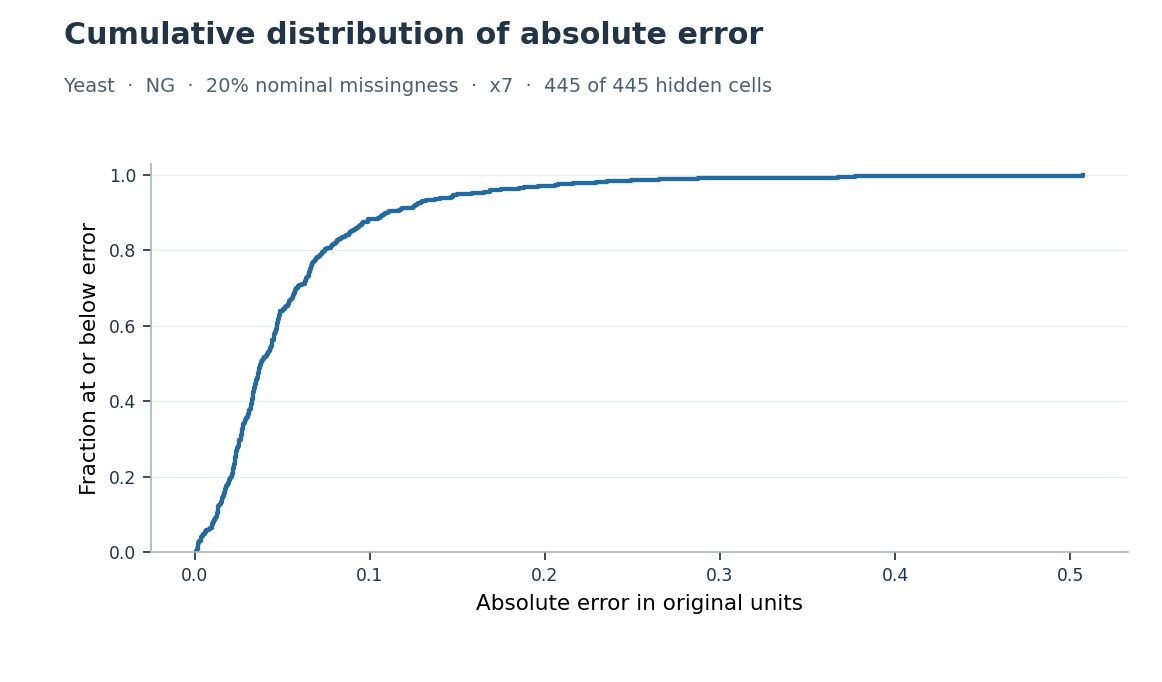 Cumulative distribution of absolute error
Yeast · NG · 20% nominal missingness · x7 · 445 of 445 hidden cells
Fraction at or below error
1.0
0.8
0.6
0.4
0.2
0.0
0.0 0.1 0.2 0.3 0.4 0.5
Absolute error in original units